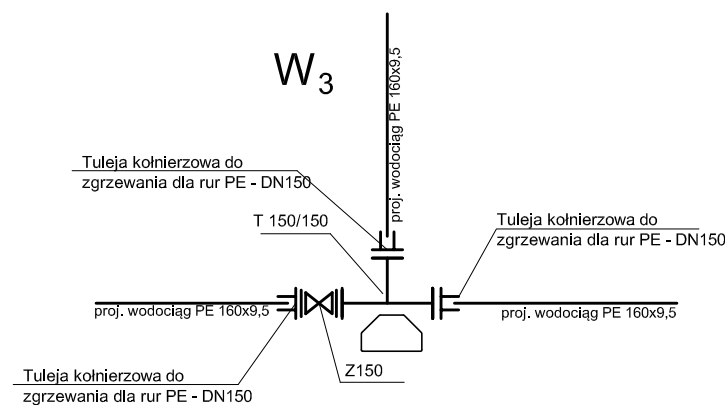 W3
proj. wodociąg PE 160x9,5
Tuleja kołnierzowa do
zgrzewania dla rur PE - DN150
T 150/150
Tuleja kołnierzowa do
zgrzewania dla rur PE - DN150
proj. wodociąg PE 160x9,5
proj. wodociąg PE 160x9,5
Z150
Tuleja kołnierzowa do
zgrzewania dla rur PE - DN150